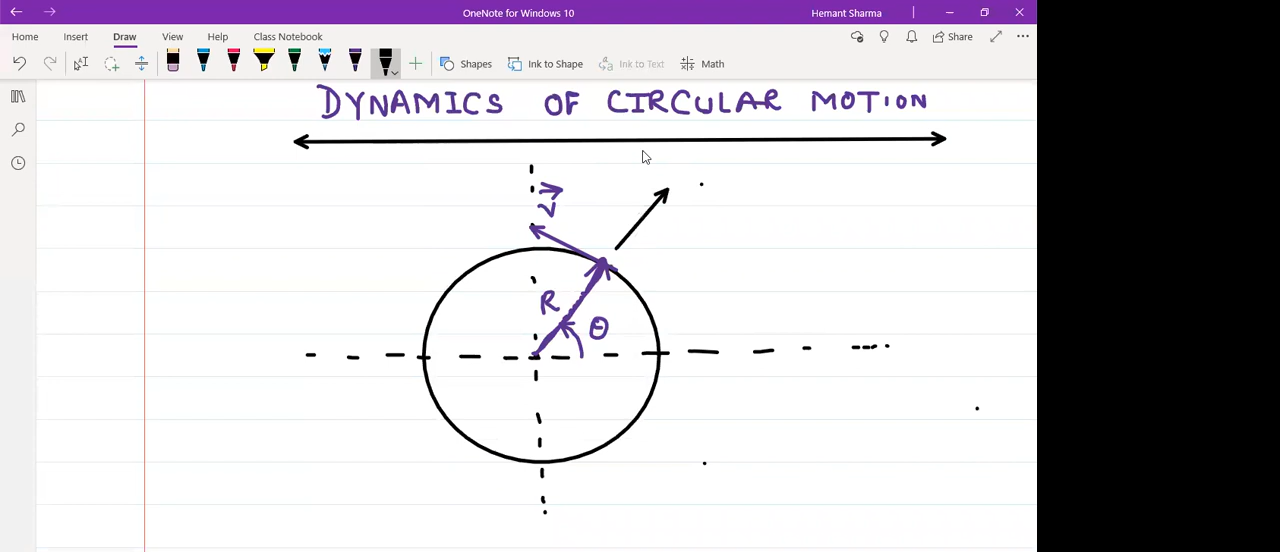 OneNote for Windows 10
Hemant Sharma
Home Insert Draw View Help Class Notebook
Share
Shapes Ink to Shape Ink to Text Math
DYNAMICS OF CIRCULAR MOTION
v
R
θ